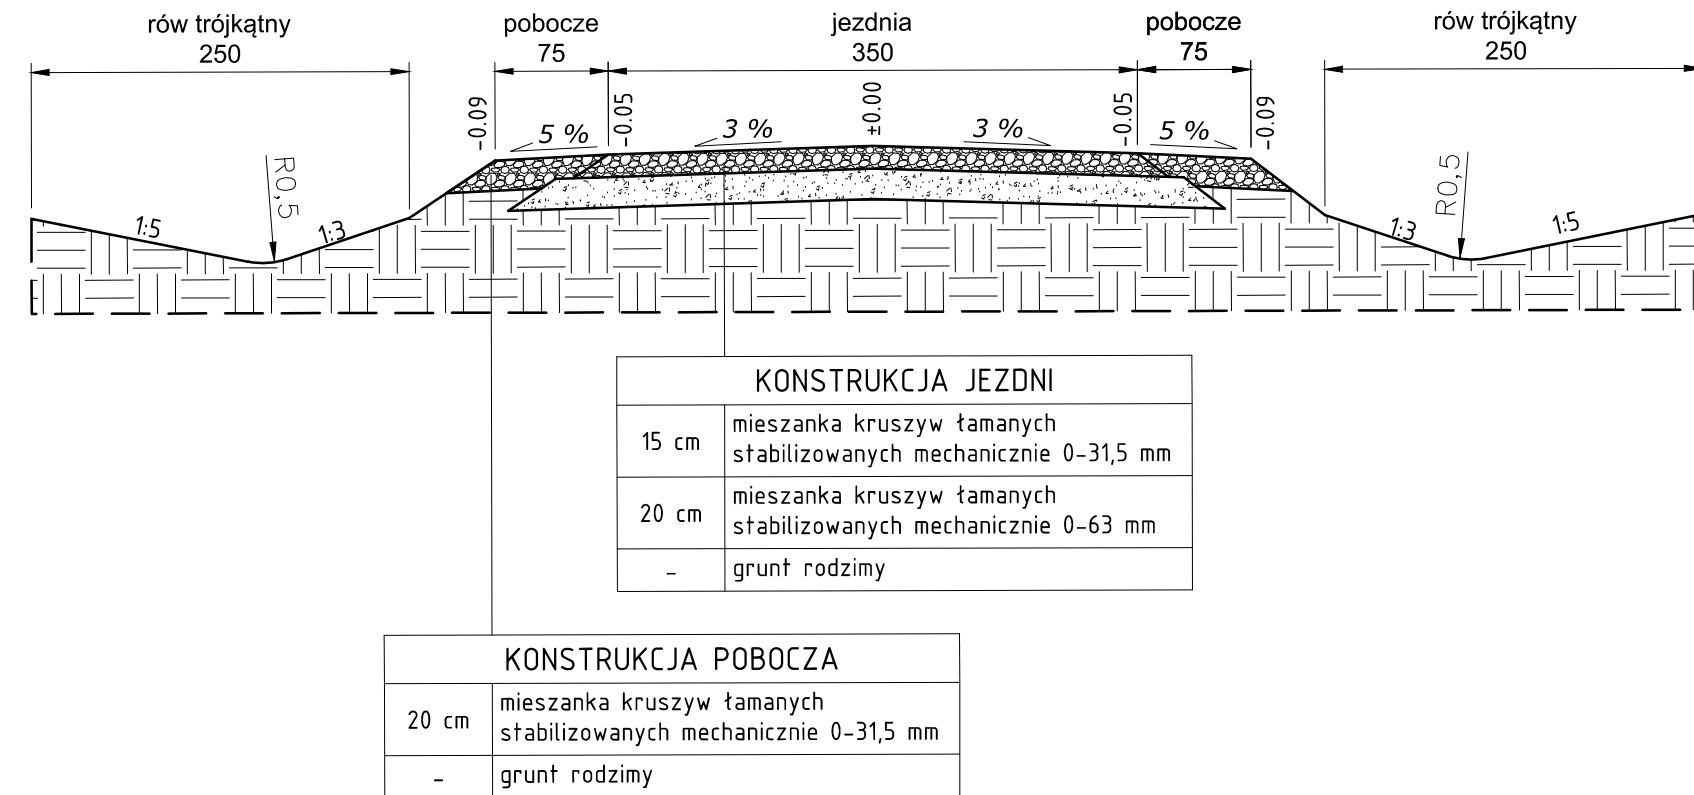 rów trójkątny
250
pobocze
75
jezdnia
350
pobocze
75
rów trójkątny
250
-0.09
5 %
-0.05
3 %
±0.00
3 %
-0.05
5 %
-0.09
1:5
R0,5
1:3
1:3
R0,5
1:5
KONSTRUKCJA JEZDNI
15 cm
mieszanka kruszyw łamanych
stabilizowanych mechanicznie 0-31,5 mm
20 cm
mieszanka kruszyw łamanych
stabilizowanych mechanicznie 0-63 mm
-
grunt rodzimy
KONSTRUKCJA POBOCZA
20 cm
mieszanka kruszyw łamanych
stabilizowanych mechanicznie 0-31,5 mm
-
grunt rodzimy